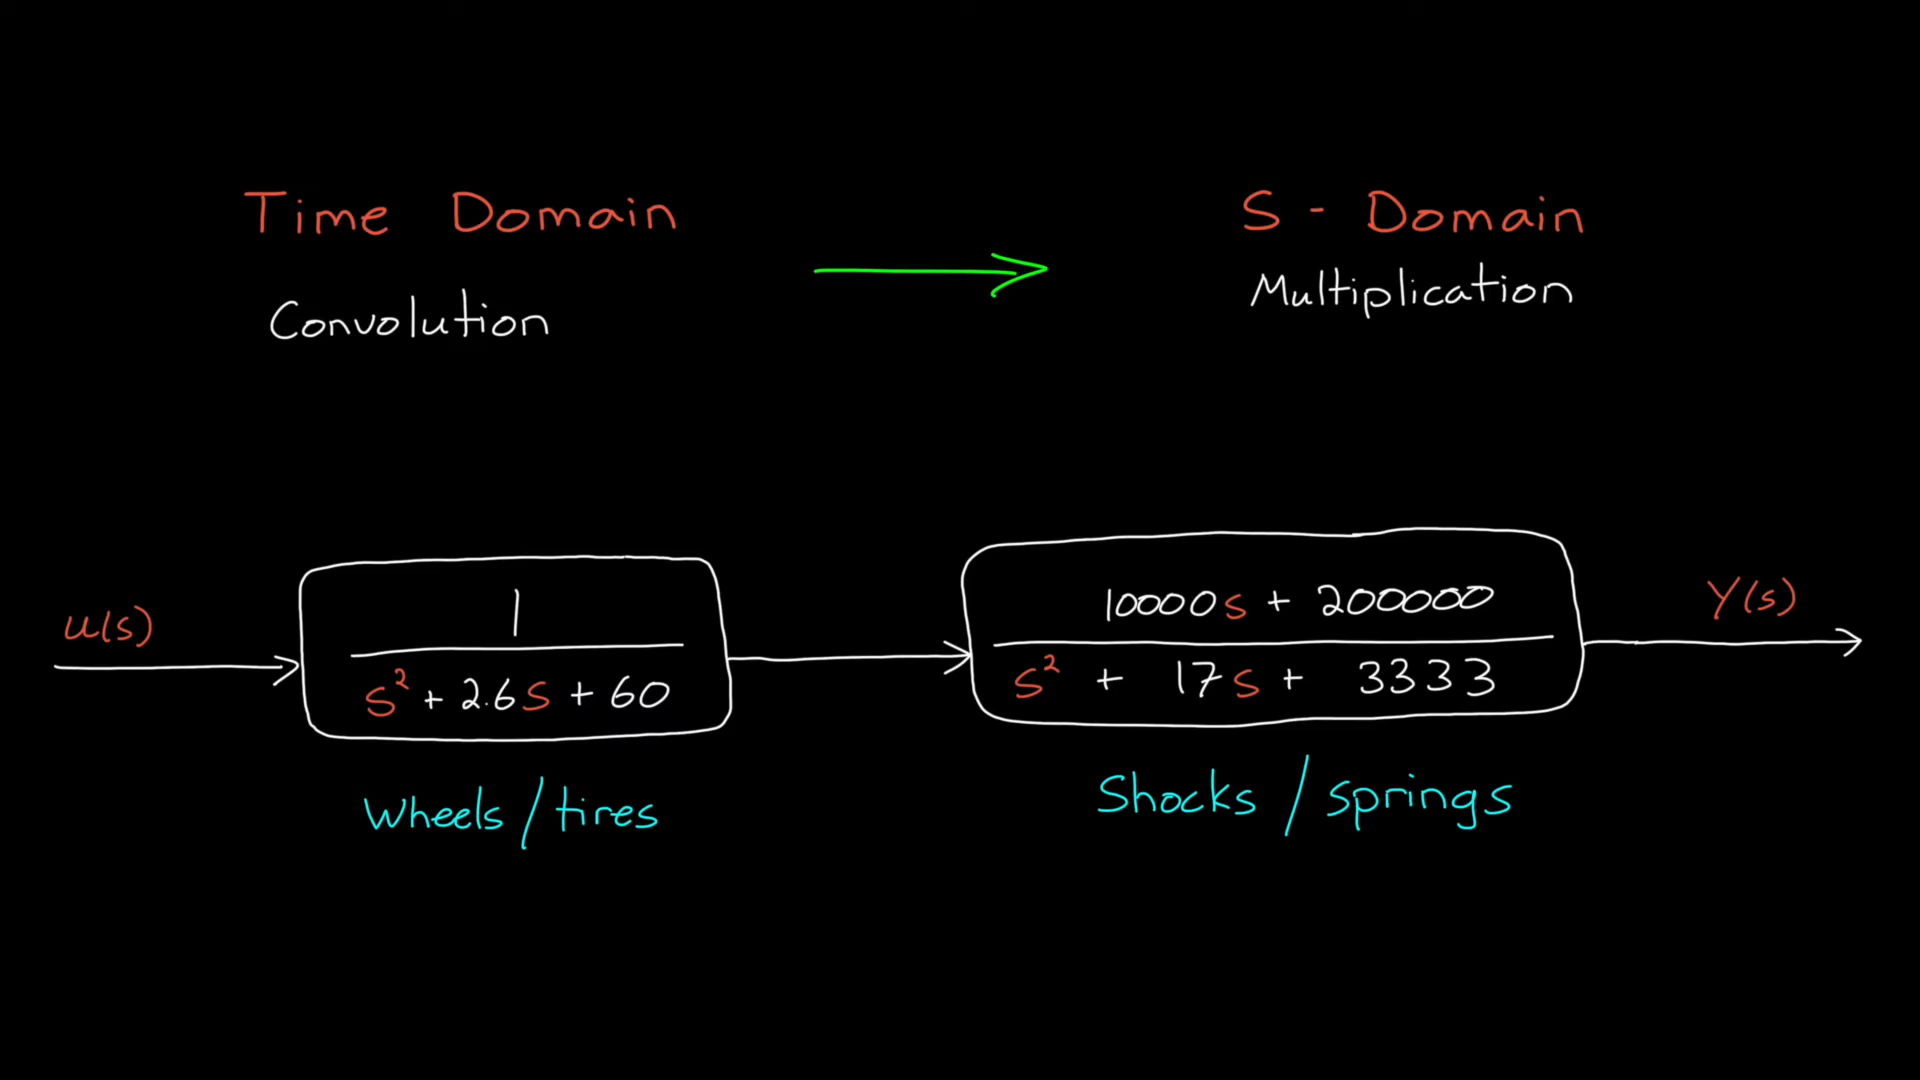 Time Domain
S - Domain
Convolution
Multiplication
u(s)
1
s² + 2.6s + 60
10000s + 200000
s² + 17s + 3333
Y(s)
Wheels / tires
Shocks / springs